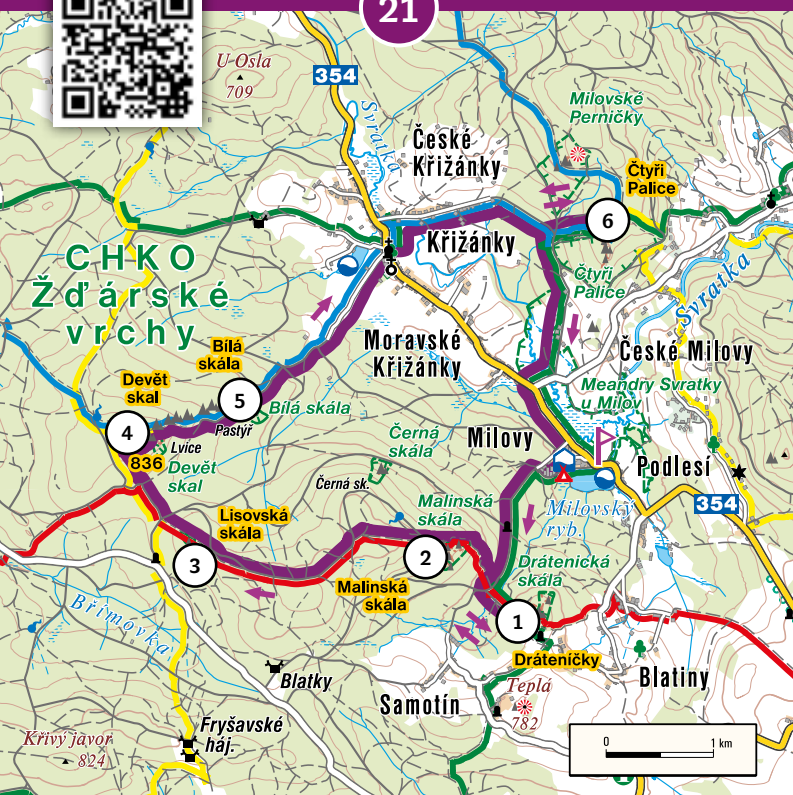 21
U Osla
709
354
Svratka
České
Křižánky
Milovské
Perničky
Čtyři
Palice
6
Křižánky
CHKO
Žďárské
vrchy
Čtyři
Palice
Svratka
Moravské
Křižánky
České Milovy
Bílá
skála
Devět
skal
5
Bílá skála
Meandry Svratky
u Milov
4
Pastýř
Lvice
836
Devět
skal
Černá
skála
Milovy
Podlesí
Černá sk.
354
Malinská
skála
Milovský
ryb.
Lisovská
skála
2
3
Drátenická
skála
Malinská
skála
Břímovka
1
Dráteníčky
Blatky
Blatiny
Samotín
Teplá
782
Fryšavské
háj.
Křivý javor
824
0
1 km